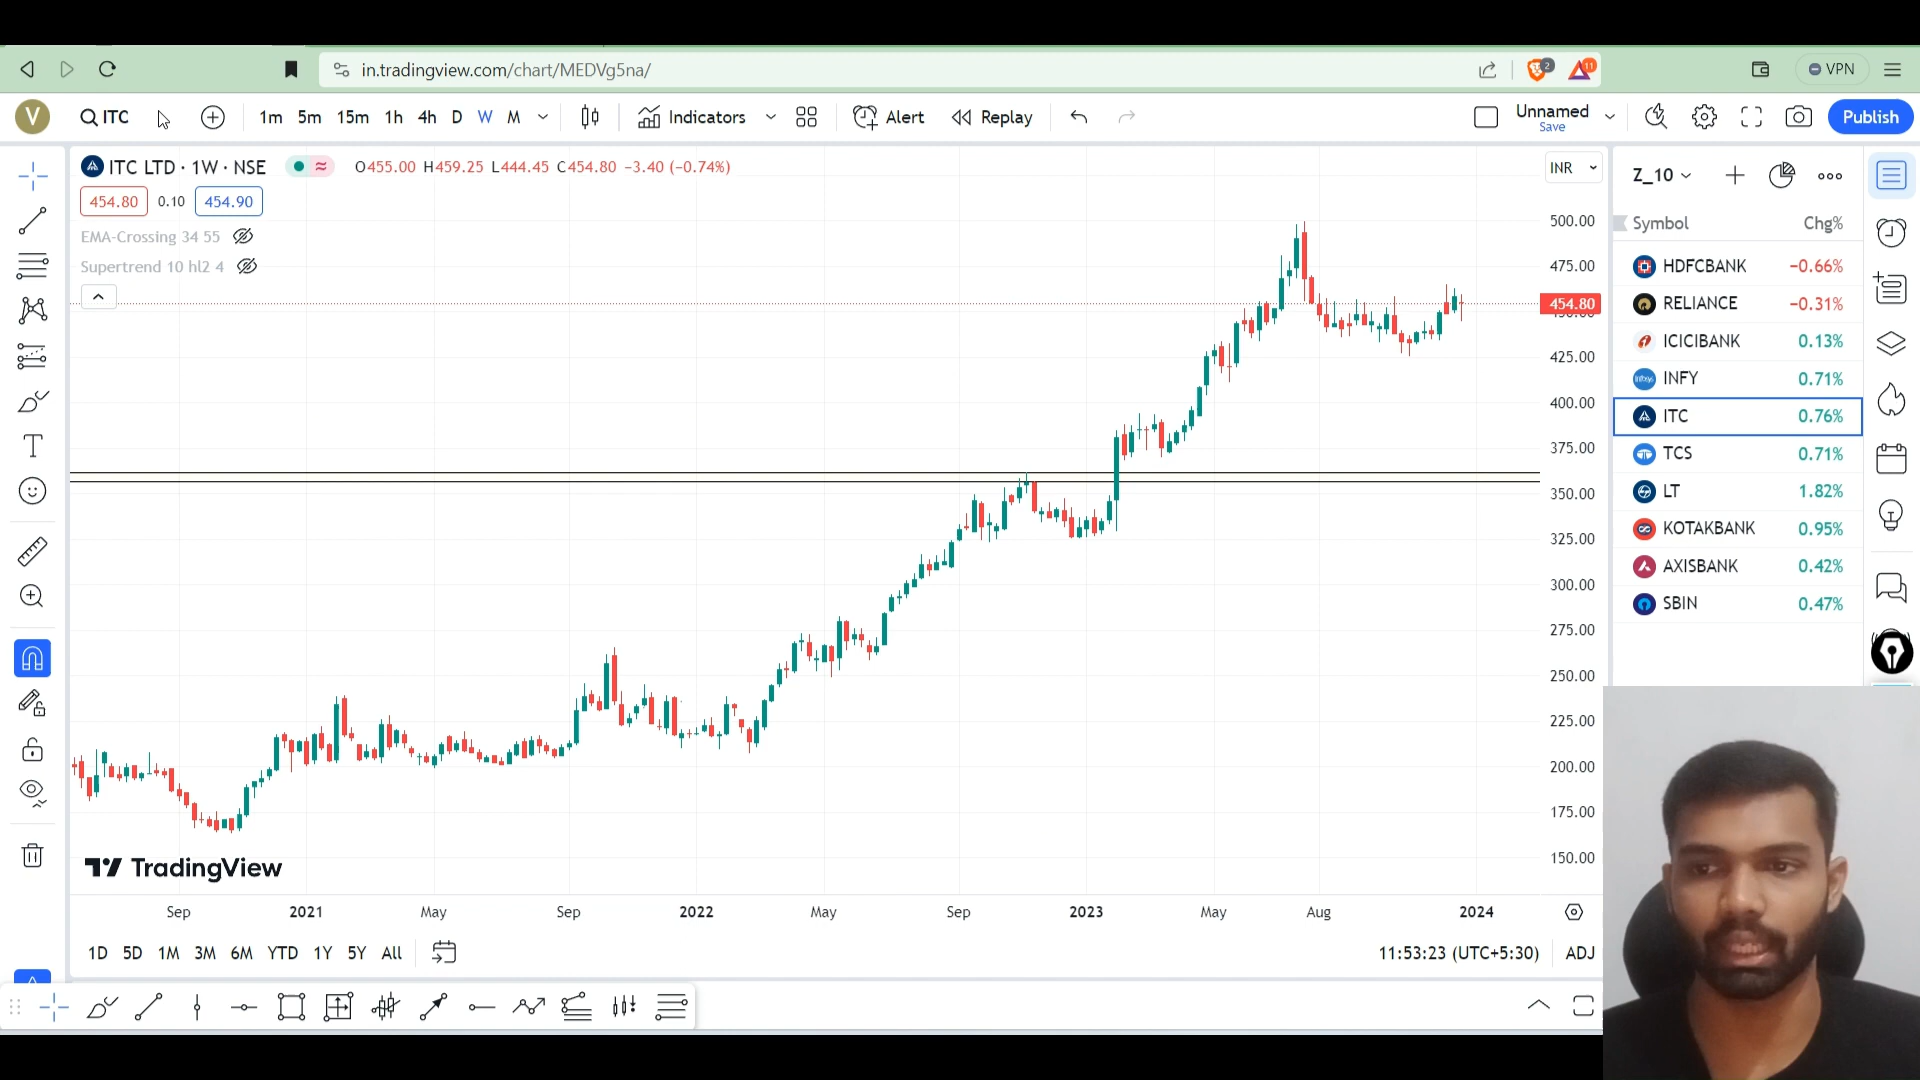 in.tradingview.com/chart/MEDVg5na/
2
11
VPN
V
ITC
1m 5m 15m 1h 4h D W M
Indicators
Alert
Replay
Unnamed
Save
Publish
ITC LTD · 1W · NSE
O455.00 H459.25 L444.45 C454.80 −3.40 (−0.74%)
INR
454.80 0.10 454.90
EMA-Crossing 34 55
Supertrend 10 hl2 4
500.00
475.00
454.80
450.00
425.00
400.00
375.00
350.00
325.00
300.00
275.00
250.00
225.00
200.00
175.00
150.00
TradingView
Sep 2021 May Sep 2022 May Sep 2023 May Aug 2024
1D 5D 1M 3M 6M YTD 1Y 5Y All
11:53:23 (UTC+5:30) ADJ
Z_10
Symbol Chg%
HDFCBANK −0.66%
RELIANCE −0.31%
ICICIBANK 0.13%
INFY 0.71%
ITC 0.76%
TCS 0.71%
LT 1.82%
KOTAKBANK 0.95%
AXISBANK 0.42%
SBIN 0.47%